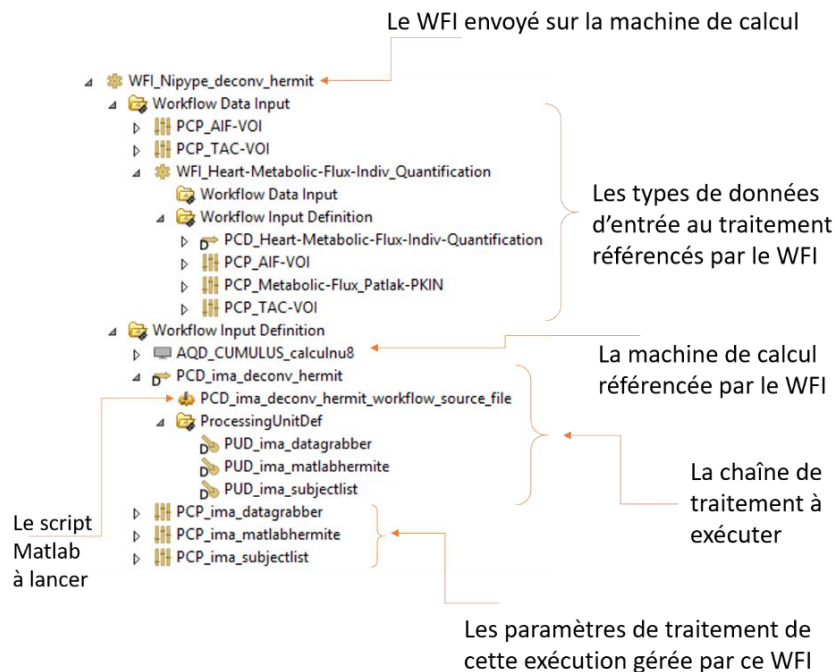 Le WFI envoyé sur la machine de calcul
WFI_Nipype_deconv_hermit
Workflow Data Input
PCP_AIF-VOI
PCP_TAC-VOI
WFI_Heart-Metabolic-Flux-Indiv_Quantification
Workflow Data Input
Workflow Input Definition
D PCD_Heart-Metabolic-Flux-Indiv-Quantification
PCP_AIF-VOI
PCP_Metabolic-Flux_Patlak-PKIN
PCP_TAC-VOI
Les types de données
d’entrée au traitement
référencés par le WFI
Workflow Input Definition
AQD_CUMULUS_calculnu8
La machine de calcul
référencée par le WFI
D PCD_ima_deconv_hermit
PCD_ima_deconv_hermit_workflow_source_file
ProcessingUnitDef
D PUD_ima_datagrabber
D PUD_ima_matlabhermite
D PUD_ima_subjectlist
La chaîne de
traitement à
exécuter
Le script
Matlab
à lancer
PCP_ima_datagrabber
PCP_ima_matlabhermite
PCP_ima_subjectlist
Les paramètres de traitement de
cette exécution gérée par ce WFI